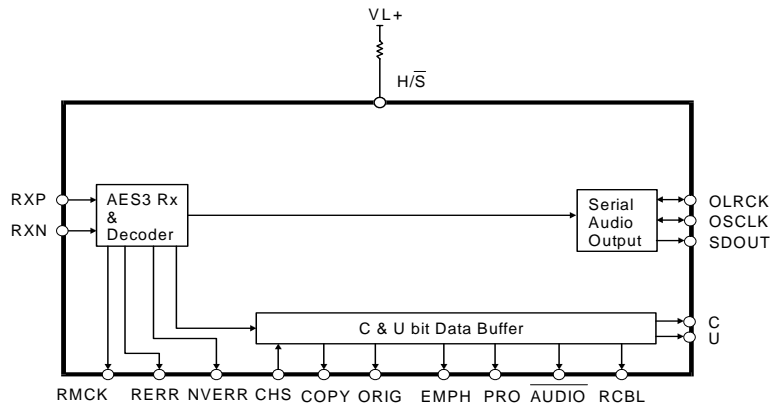 VL+
H/S̅
RXP
RXN
AES3 Rx
&
Decoder
Serial
Audio
Output
OLRCK
OSCLK
SDOUT
C & U bit Data Buffer
C
U
RMCK
RERR
NVERR
CHS
COPY
ORIG
EMPH
PRO
A̅U̅D̅I̅O̅
RCBL